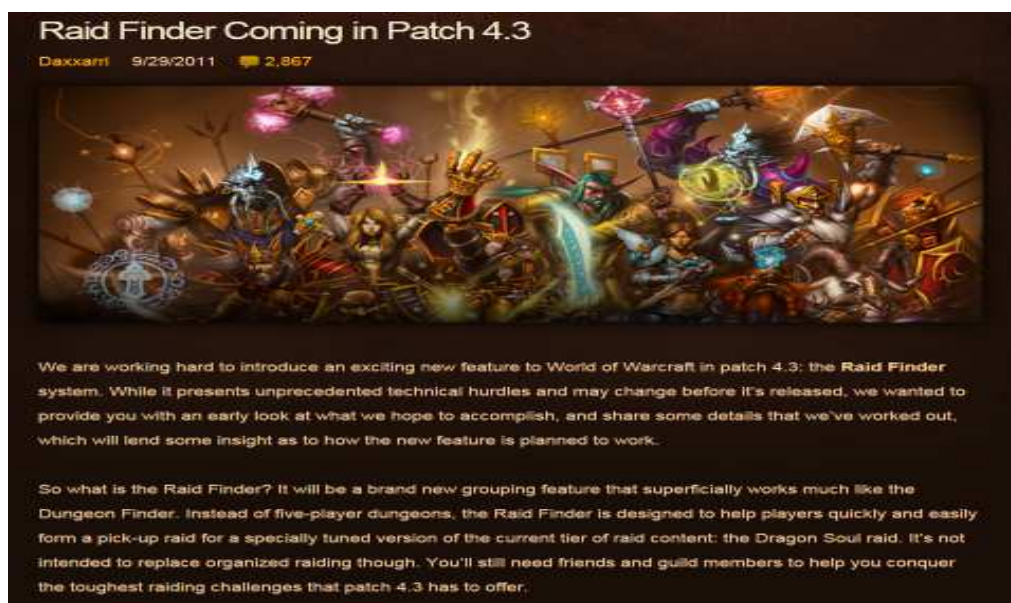 Raid Finder Coming in Patch 4.3
Daxxarri 9/29/2011 2,867
We are working hard to introduce an exciting new feature to World of Warcraft in patch 4.3: the Raid Finder
system. While it presents unprecedented technical hurdles and may change before it's released, we wanted to
provide you with an early look at what we hope to accomplish, and share some details that we've worked out,
which will lend some insight as to how the new feature is planned to work.
So what is the Raid Finder? It will be a brand new grouping feature that superficially works much like the
Dungeon Finder. Instead of five-player dungeons, the Raid Finder is designed to help players quickly and easily
form a pick-up raid for a specially tuned version of the current tier of raid content: the Dragon Soul raid. It's not
intended to replace organized raiding though. You'll still need friends and guild members to help you conquer
the toughest raiding challenges that patch 4.3 has to offer.